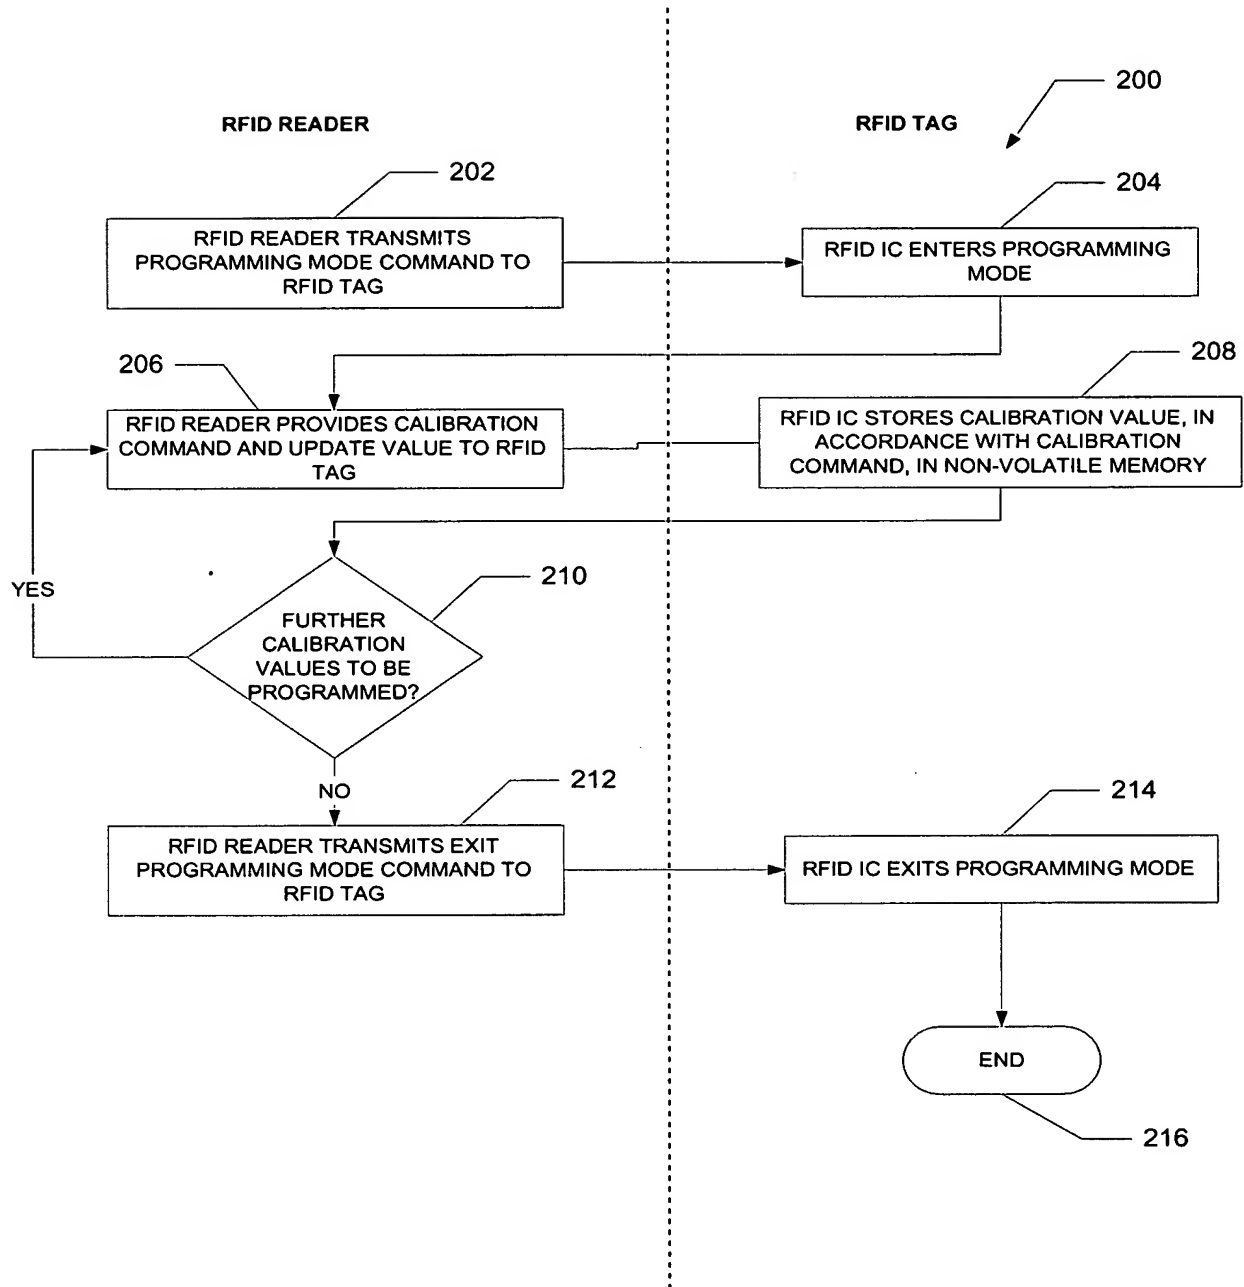 200
RFID READER
RFID TAG
202
204
RFID READER TRANSMITS
PROGRAMMING MODE COMMAND TO
RFID TAG
RFID IC ENTERS PROGRAMMING
MODE
206
208
RFID READER PROVIDES CALIBRATION
COMMAND AND UPDATE VALUE TO RFID
TAG
RFID IC STORES CALIBRATION VALUE, IN
ACCORDANCE WITH CALIBRATION
COMMAND, IN NON-VOLATILE MEMORY
YES
210
FURTHER
CALIBRATION
VALUES TO BE
PROGRAMMED?
NO
212
214
RFID READER TRANSMITS EXIT
PROGRAMMING MODE COMMAND TO
RFID TAG
RFID IC EXITS PROGRAMMING MODE
END
216